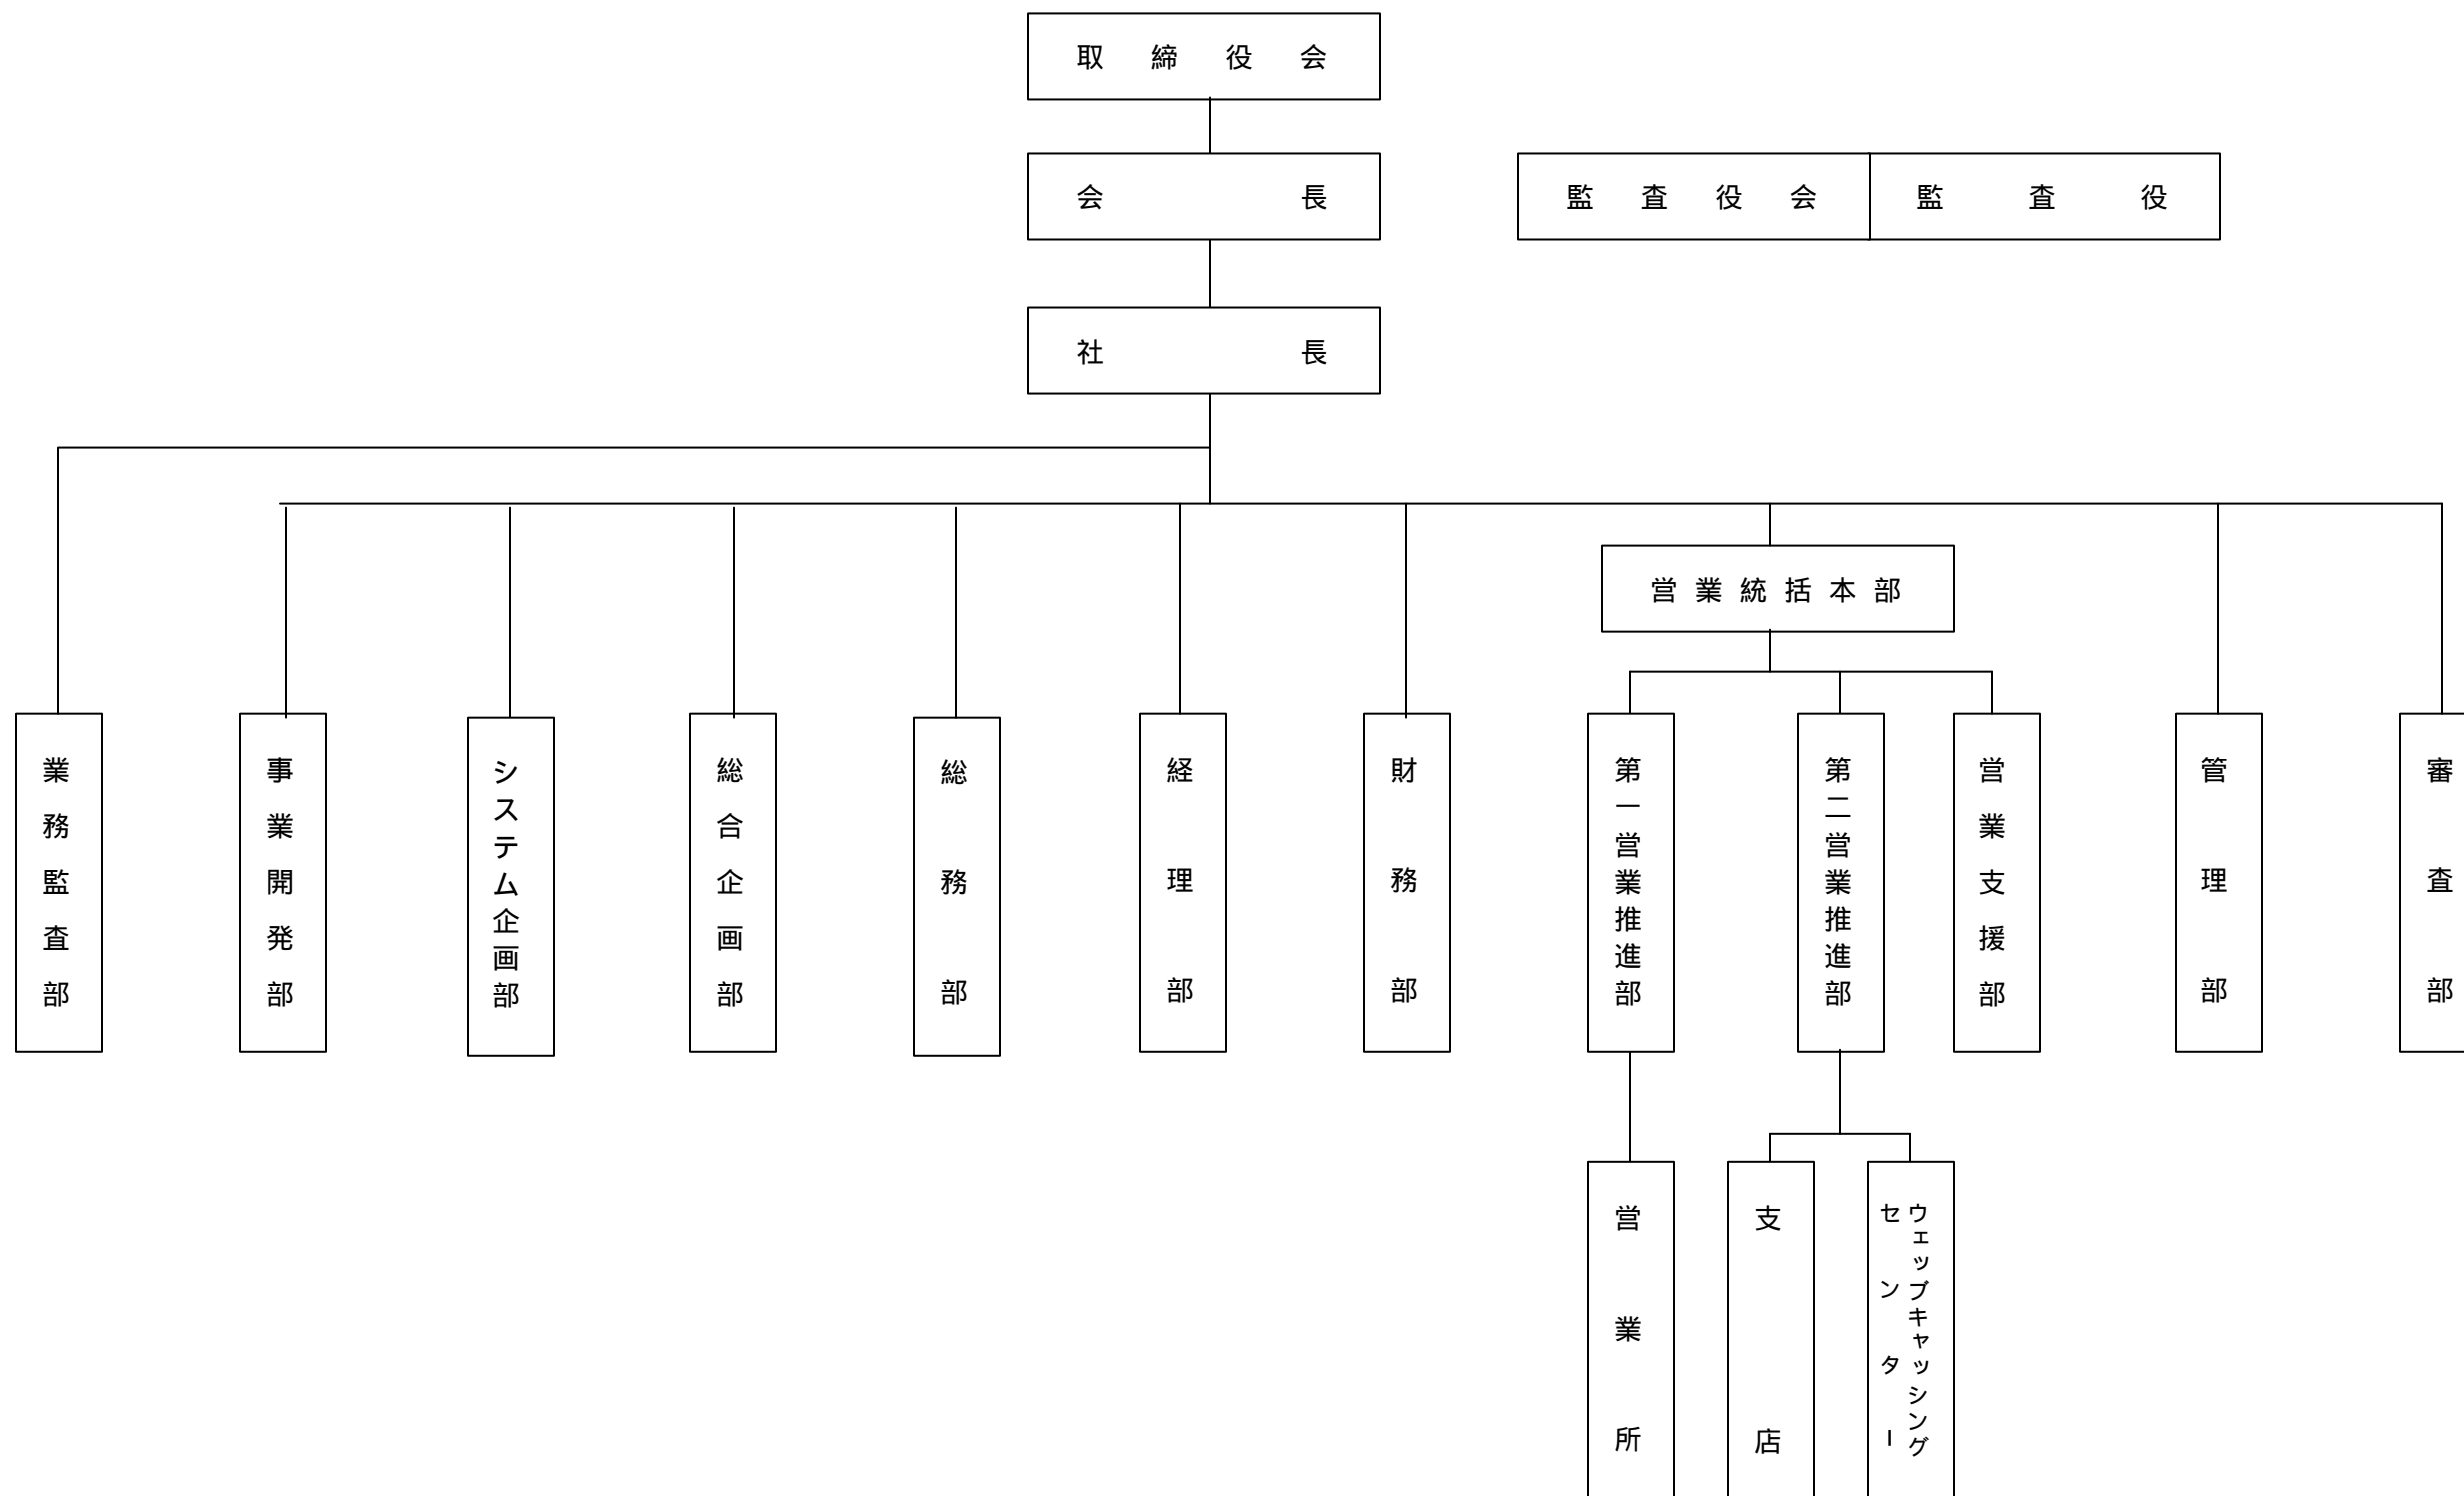 取締役会
会長
監査役会
監査役
社長
営業統括本部
業務監査部
事業開発部
システム企画部
総合企画部
総務部
経理部
財務部
第一営業推進部
第二営業推進部
営業支援部
管理部
審査部
営業所
支店
ウェッブキャッシング
センター